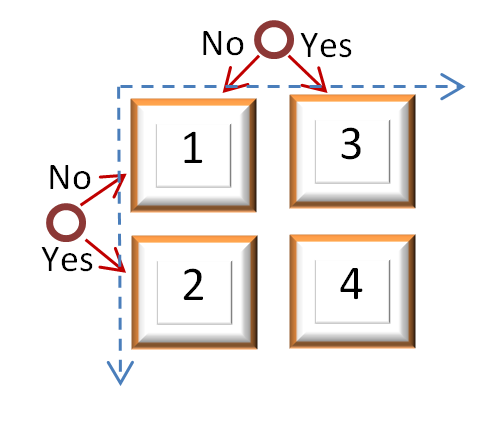 No Yes
1 3
No
Yes
2 4